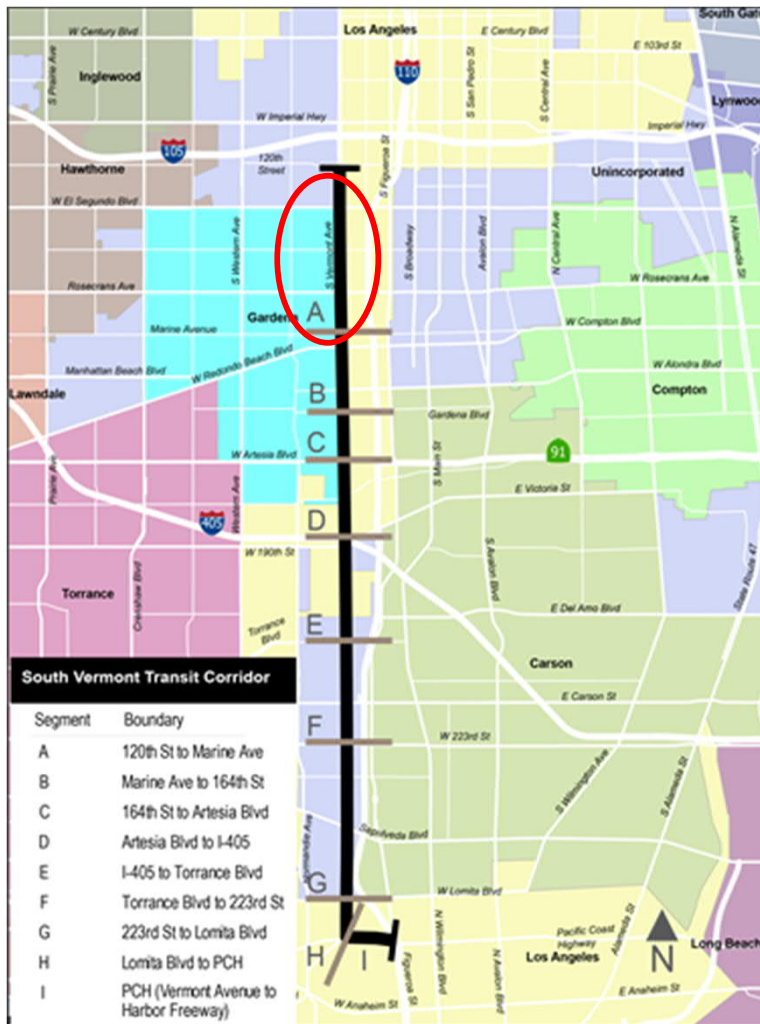 South Gate
Los Angeles
W Century Blvd
E Century Blvd
E 103rd St
S Prairie Ave
Inglewood
110
S San Pedro St
S Central Ave
Lynwood
W Imperial Hwy
Imperial Hwy
105
120th
Street
S Figueroa St
Hawthorne
Unincorporated
W El Segundo Blvd
S Western Ave
S Vermont Ave
S Broadway
Avalon Blvd
N Central Ave
N Alameda St
Rosecrans Ave
W Rosecrans Ave
Gardena
A
Marine Avenue
W Compton Blvd
W Redondo Beach Blvd
Manhattan Beach Blvd
W Alondra Blvd
Lawndale
Compton
B
Gardena Blvd
C
W Artesia Blvd
S Main St
91
Prairie Ave
Western Ave
E Victoria St
405
D
W 190th St
State Route 47
Torrance
Crenshaw Blvd
S Avalon Blvd
E Del Amo Blvd
Torrance
Blvd
E
Carson
South Vermont Transit Corridor
E Carson St
Segment Boundary
F
W 223rd St
A 120th St to Marine Ave
B Marine Ave to 164th St
S Wilmington Ave
S Alameda St
C 164th St to Artesia Blvd
D Artesia Blvd to I-405
Normandie Ave
Sepulveda Blvd
E I-405 to Torrance Blvd
G
W Lomita Blvd
F Torrance Blvd to 223rd St
G 223rd St to Lomita Blvd
N Wilmington Blvd
Pacific Coast
Highway
Alameda St
N
Long Beach
H Lomita Blvd to PCH
H
I
Figueroa St
N Avalon Blvd
Los Angeles
I PCH (Vermont Avenue to
Harbor Freeway)
W Anaheim St
E Anaheim St